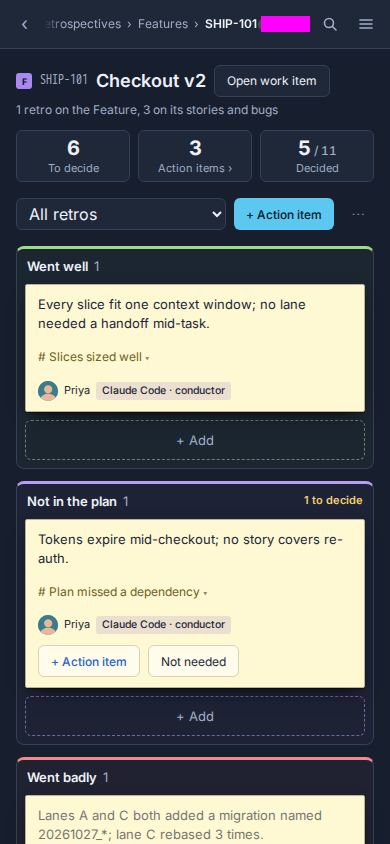 etrospectives › Features › SHIP-101
F SHIP-101 Checkout v2 Open work item
1 retro on the Feature, 3 on its stories and bugs
6
To decide
3
Action items ›
5 / 11
Decided
All retros
+ Action item
...
Went well 1
Every slice fit one context window; no lane
needed a handoff mid-task.
# Slices sized well
Priya Claude Code · conductor
+ Add
Not in the plan 1
1 to decide
Tokens expire mid-checkout; no story covers re-
auth.
# Plan missed a dependency
Priya Claude Code · conductor
+ Action item
Not needed
+ Add
Went badly 1
Lanes A and C both added a migration named
20261027_*; lane C rebased 3 times.